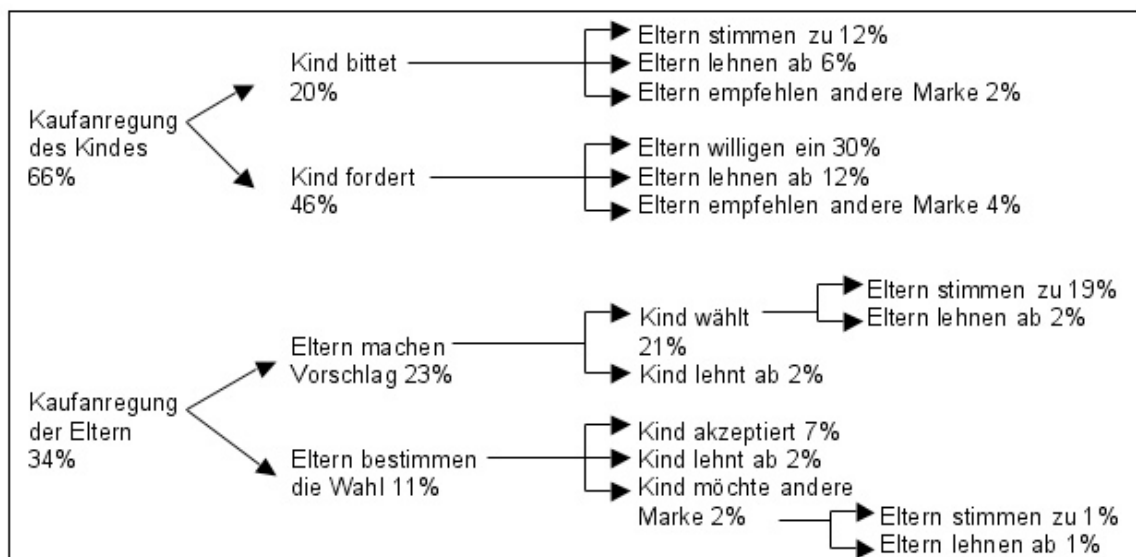 Kaufanregung
des Kindes
66%
Kind bittet
20%
Eltern stimmen zu 12%
Eltern lehnen ab 6%
Eltern empfehlen andere Marke 2%
Kind fordert
46%
Eltern willigen ein 30%
Eltern lehnen ab 12%
Eltern empfehlen andere Marke 4%
Kaufanregung
der Eltern
34%
Eltern machen
Vorschlag 23%
Kind wählt
21%
Eltern stimmen zu 19%
Eltern lehnen ab 2%
Kind lehnt ab 2%
Eltern bestimmen
die Wahl 11%
Kind akzeptiert 7%
Kind lehnt ab 2%
Kind möchte andere
Marke 2%
Eltern stimmen zu 1%
Eltern lehnen ab 1%